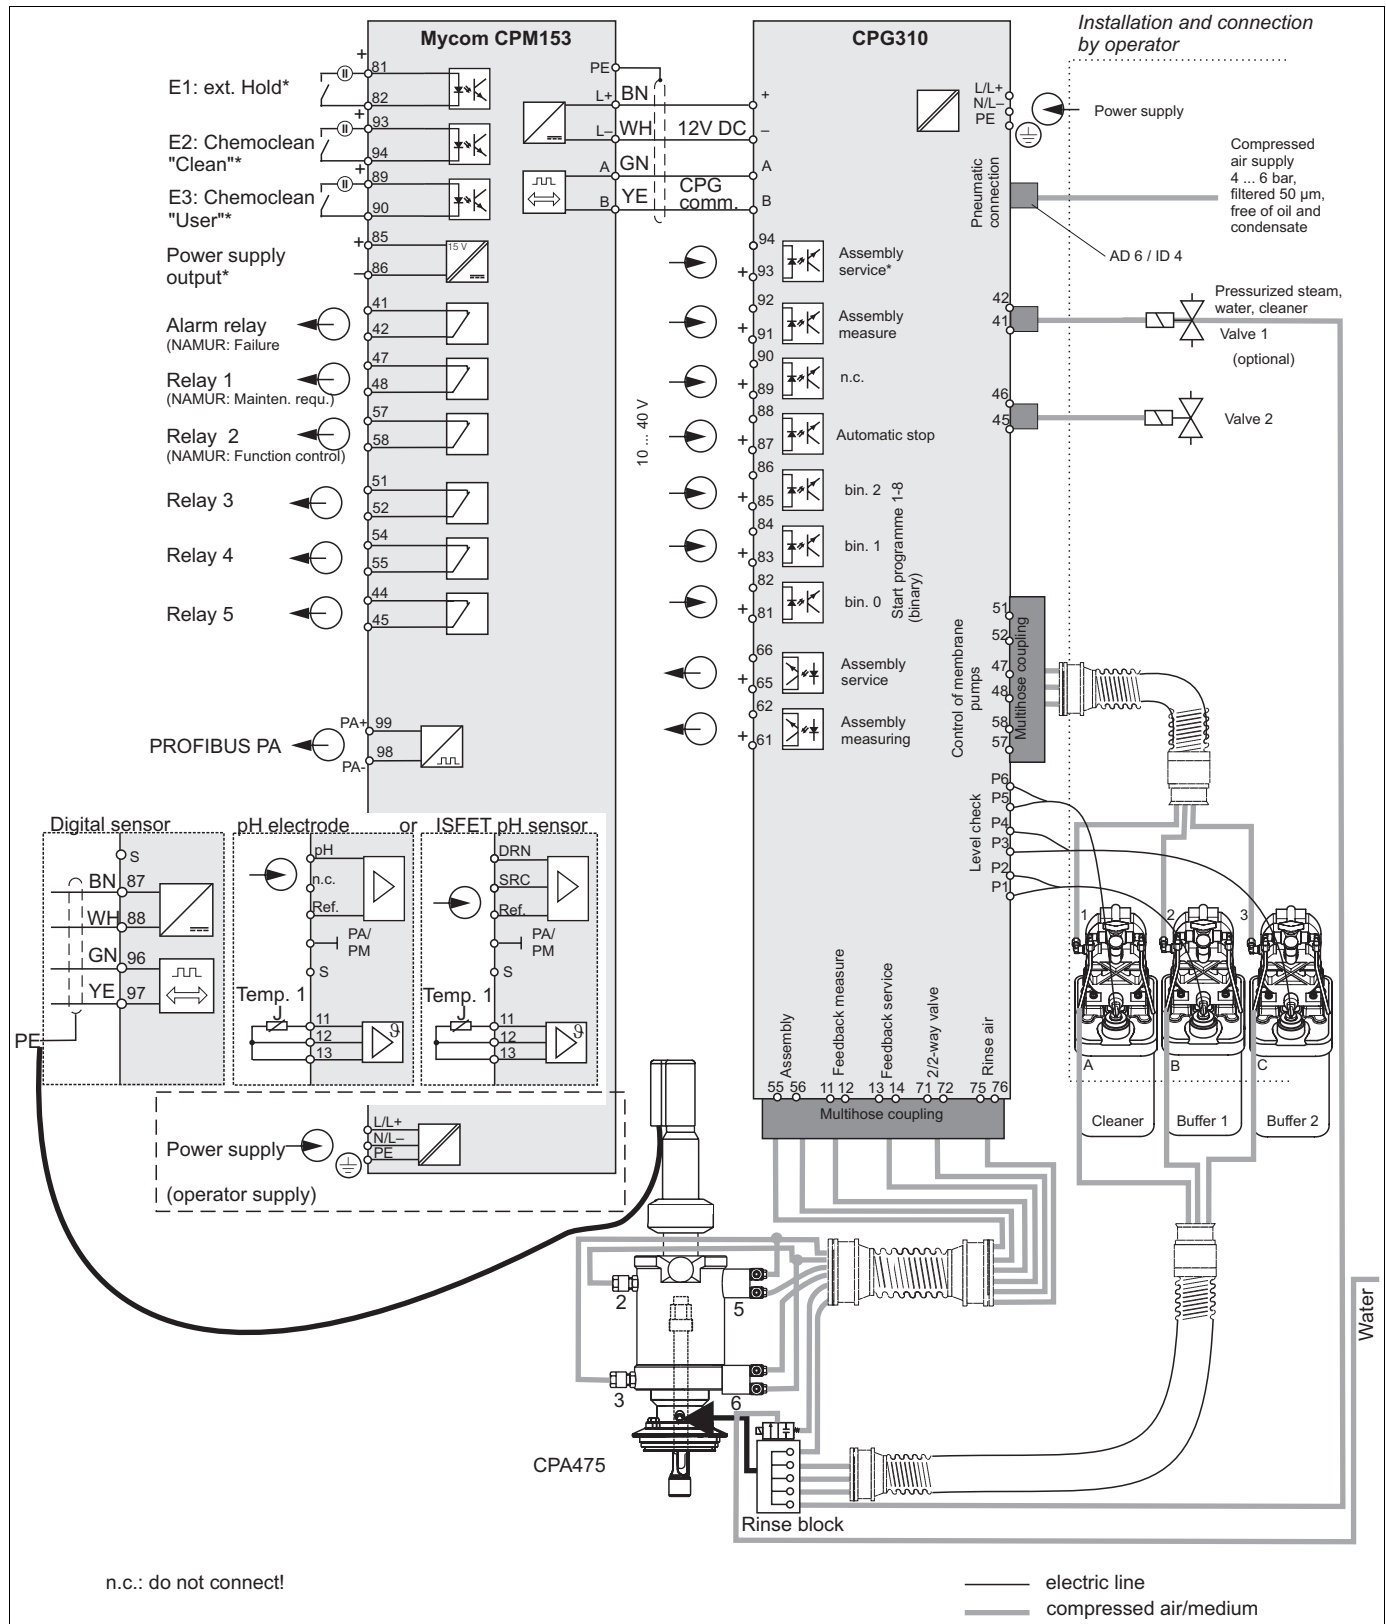 Mycom CPM153
CPG310
Installation and connection
by operator
E1: ext. Hold*
+
81
82
E2: Chemoclean
"Clean"*
+
93
94
E3: Chemoclean
"User"*
+
89
90
Power supply
output*
+
85
–
86
15 V
Alarm relay
(NAMUR: Failure
41
42
Relay 1
(NAMUR: Mainten. requ.)
47
48
Relay 2
(NAMUR: Function control)
57
58
Relay 3
51
52
Relay 4
54
55
Relay 5
44
45
PROFIBUS PA
PA+
99
98
PA-
PE
L+
BN
+
L–
WH
12V DC
–
A
GN
A
CPG
comm.
B
YE
B
10 ... 40 V
94
+
93
Assembly
service*
92
+
91
Assembly
measure
90
+
89
n.c.
88
+
87
Automatic stop
86
+
85
bin. 2
84
+
83
bin. 1
82
+
81
bin. 0
Start programme 1-8
(binary)
66
+
65
Assembly
service
62
+
61
Assembly
measuring
L/L+
N/L–
PE
Power supply
Pneumatic
connection
Compressed
air supply
4 ... 6 bar,
filtered 50 µm,
free of oil and
condensate
AD 6 / ID 4
42
41
Pressurized steam,
water, cleaner
Valve 1
(optional)
46
45
Valve 2
Control of membrane
pumps
51
52
47
48
58
57
Multihose coupling
Level check
P6
P5
P4
P3
P2
P1
1
2
3
A
B
C
Cleaner
Buffer 1
Buffer 2
Digital sensor
S
BN
87
WH
88
GN
96
YE
97
PE
pH electrode
or
ISFET pH sensor
pH
n.c.
Ref.
PA/
PM
S
Temp. 1
11
12
13
ϑ
DRN
SRC
Ref.
PA/
PM
S
Temp. 1
11
12
13
ϑ
Power supply
L/L+
N/L–
PE
(operator supply)
Assembly
Feedback measure
Feedback service
2/2-way valve
Rinse air
55
56
11
12
13
14
71
72
75
76
Multihose coupling
2
5
3
6
CPA475
Rinse block
Water
n.c.: do not connect!
electric line
compressed air/medium